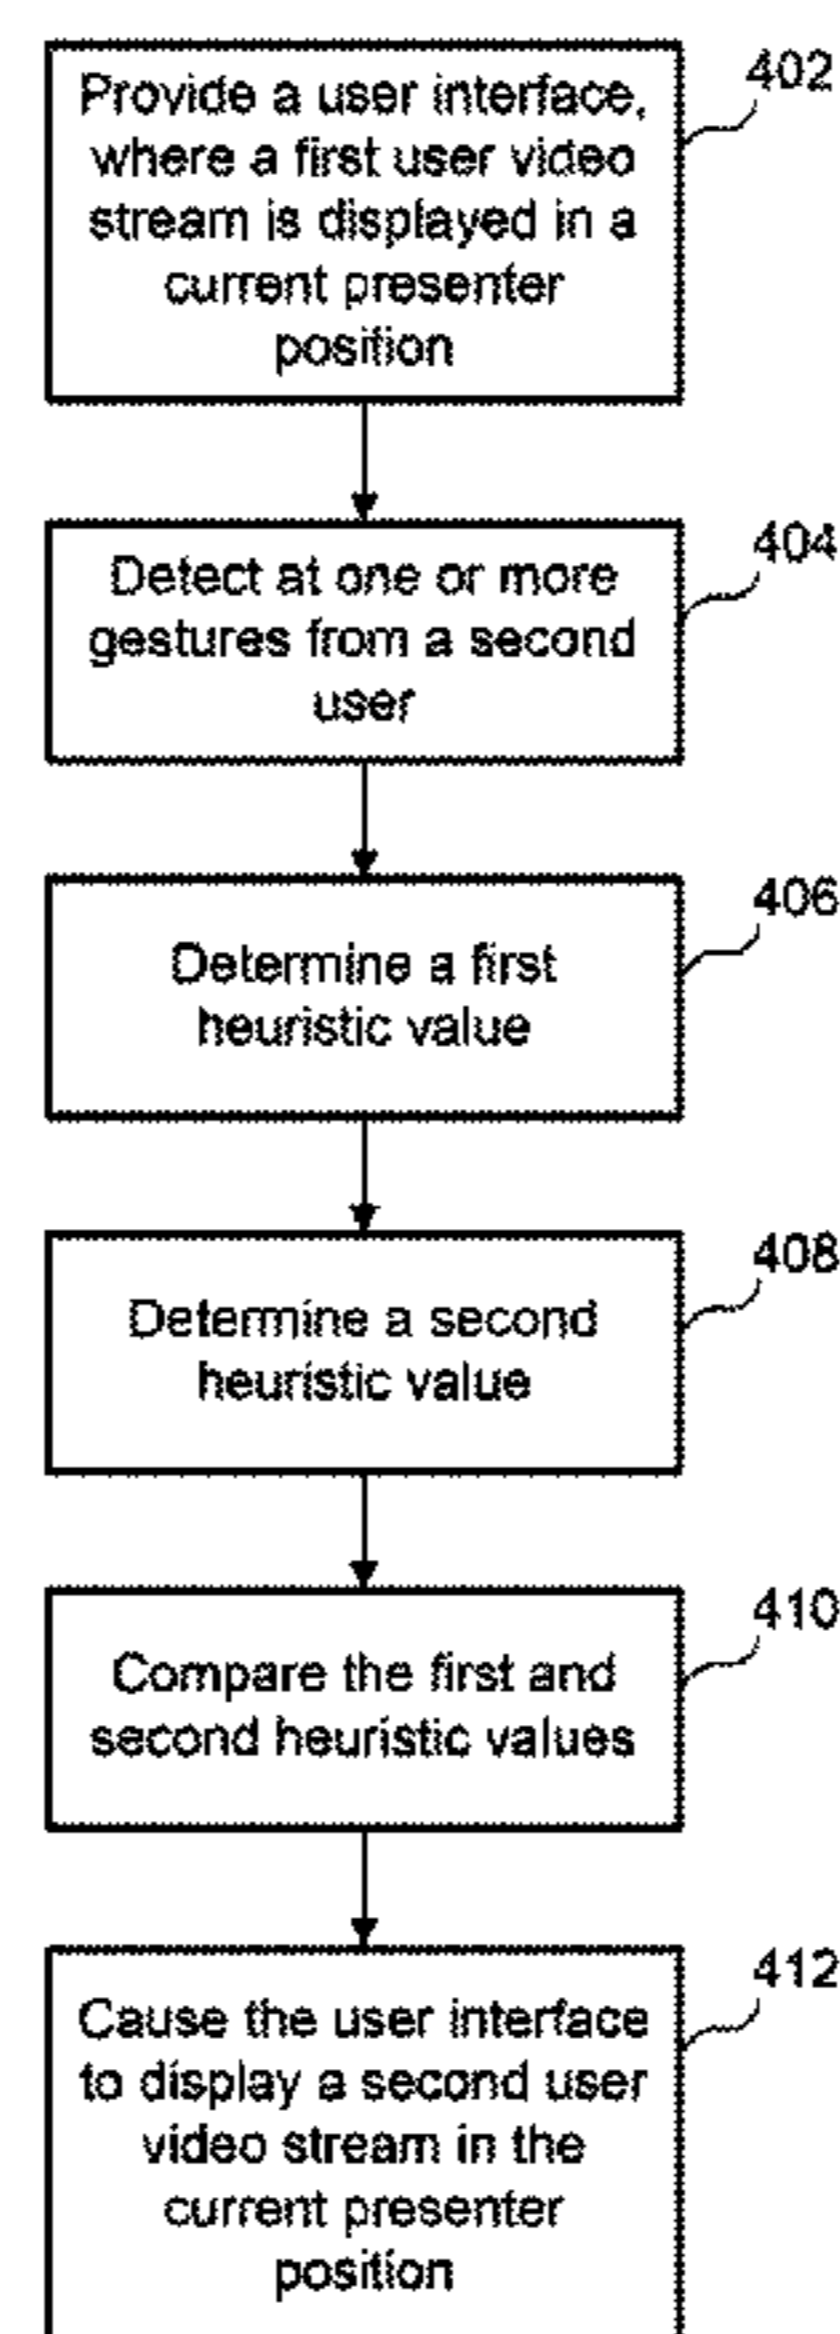 Provide a user interface,
where a first user video
stream is displayed in a
current presenter
position
402
Detect at one or more
gestures from a second
user
404
Determine a first
heuristic value
406
Determine a second
heuristic value
408
Compare the first and
second heuristic values
410
Cause the user interface
to display a second user
video stream in the
current presenter
position
412